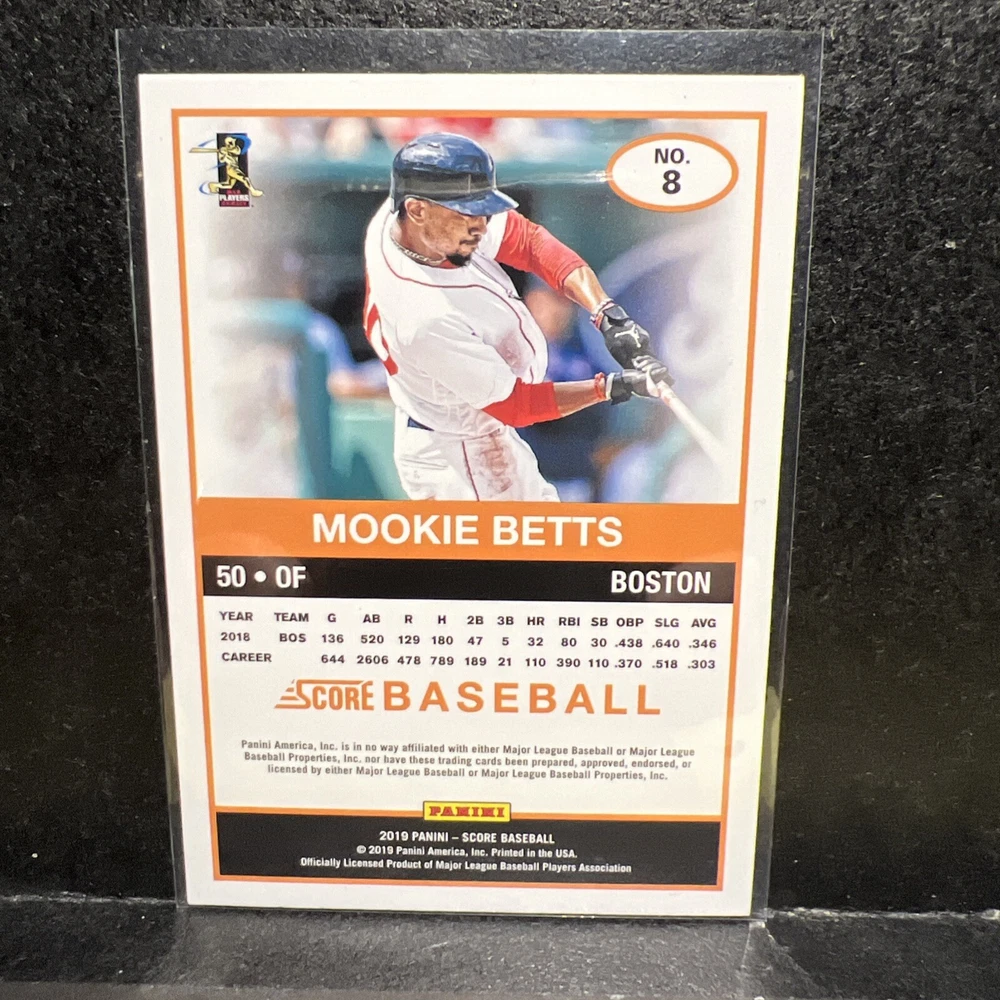 PLAYERS
NO.
8
MOOKIE BETTS
50 • OF BOSTON
YEAR TEAM G AB R H 2B 3B HR RBI SB OBP SLG AVG
2018 BOS 136 520 129 180 47 5 32 80 30 .438 .640 .346
CAREER 644 2606 478 789 189 21 110 390 110 .370 .518 .303
SCORE BASEBALL
Panini America, Inc. is in no way affiliated with either Major League Baseball or Major League
Baseball Properties, Inc. nor have these trading cards been prepared, approved, endorsed, or
licensed by either Major League Baseball or Major League Baseball Properties, Inc.
PANINI
2019 PANINI – SCORE BASEBALL
© 2019 Panini America, Inc. Printed in the USA.
Officially Licensed Product of Major League Baseball Players Association